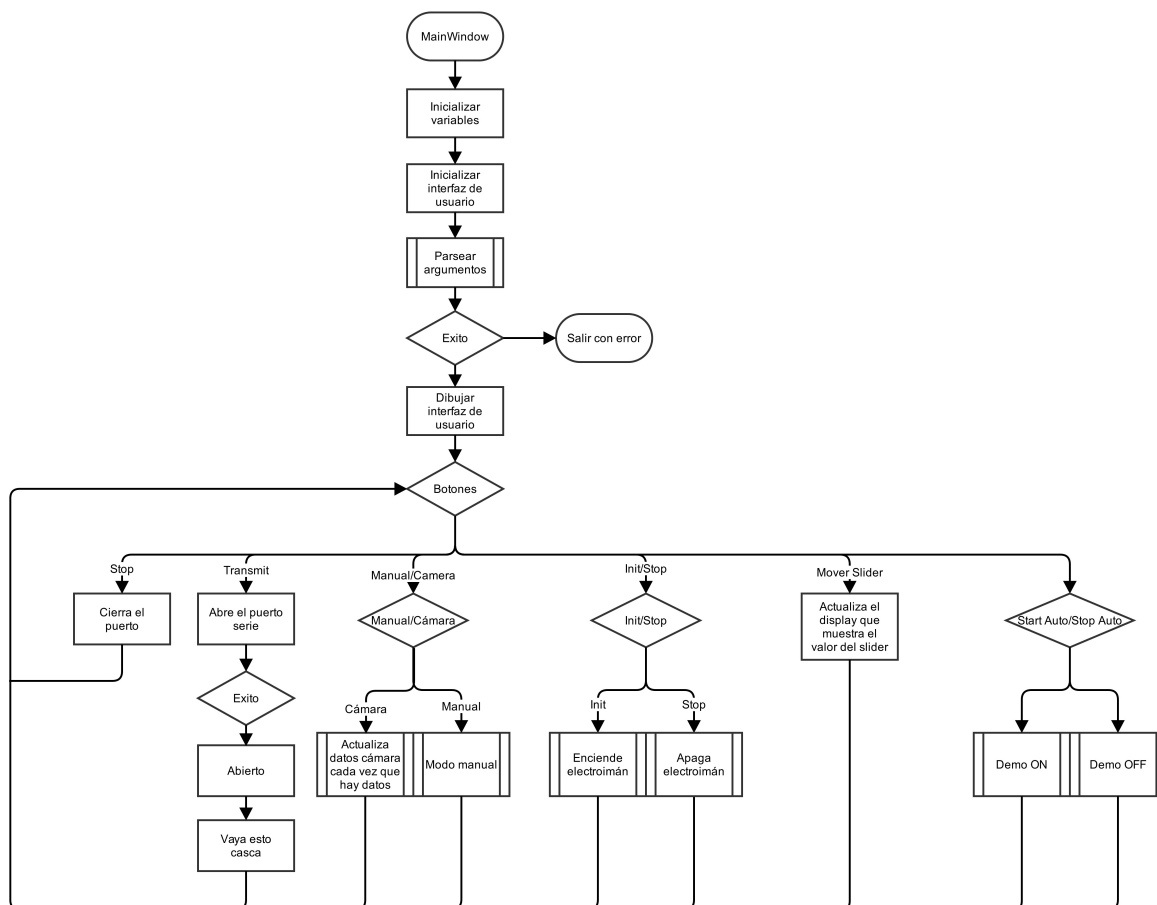 MainWindow
Inicializar
variables
Inicializar
interfaz de
usuario
Parsear
argumentos
Exito
Salir con error
Dibujar
interfaz de
usuario
Botones
Stop
Transmit
Manual/Camera
Init/Stop
Mover Slider
Cierra el
puerto
Abre el puerto
serie
Manual/Cámara
Init/Stop
Actualiza el
display que
muestra el
valor del slider
Start Auto/Stop Auto
Exito
Cámara
Manual
Init
Stop
Abierto
Actualiza
datos cámara
cada vez que
hay datos
Modo manual
Enciende
electroimán
Apaga
electroimán
Demo ON
Demo OFF
Vaya esto
casca